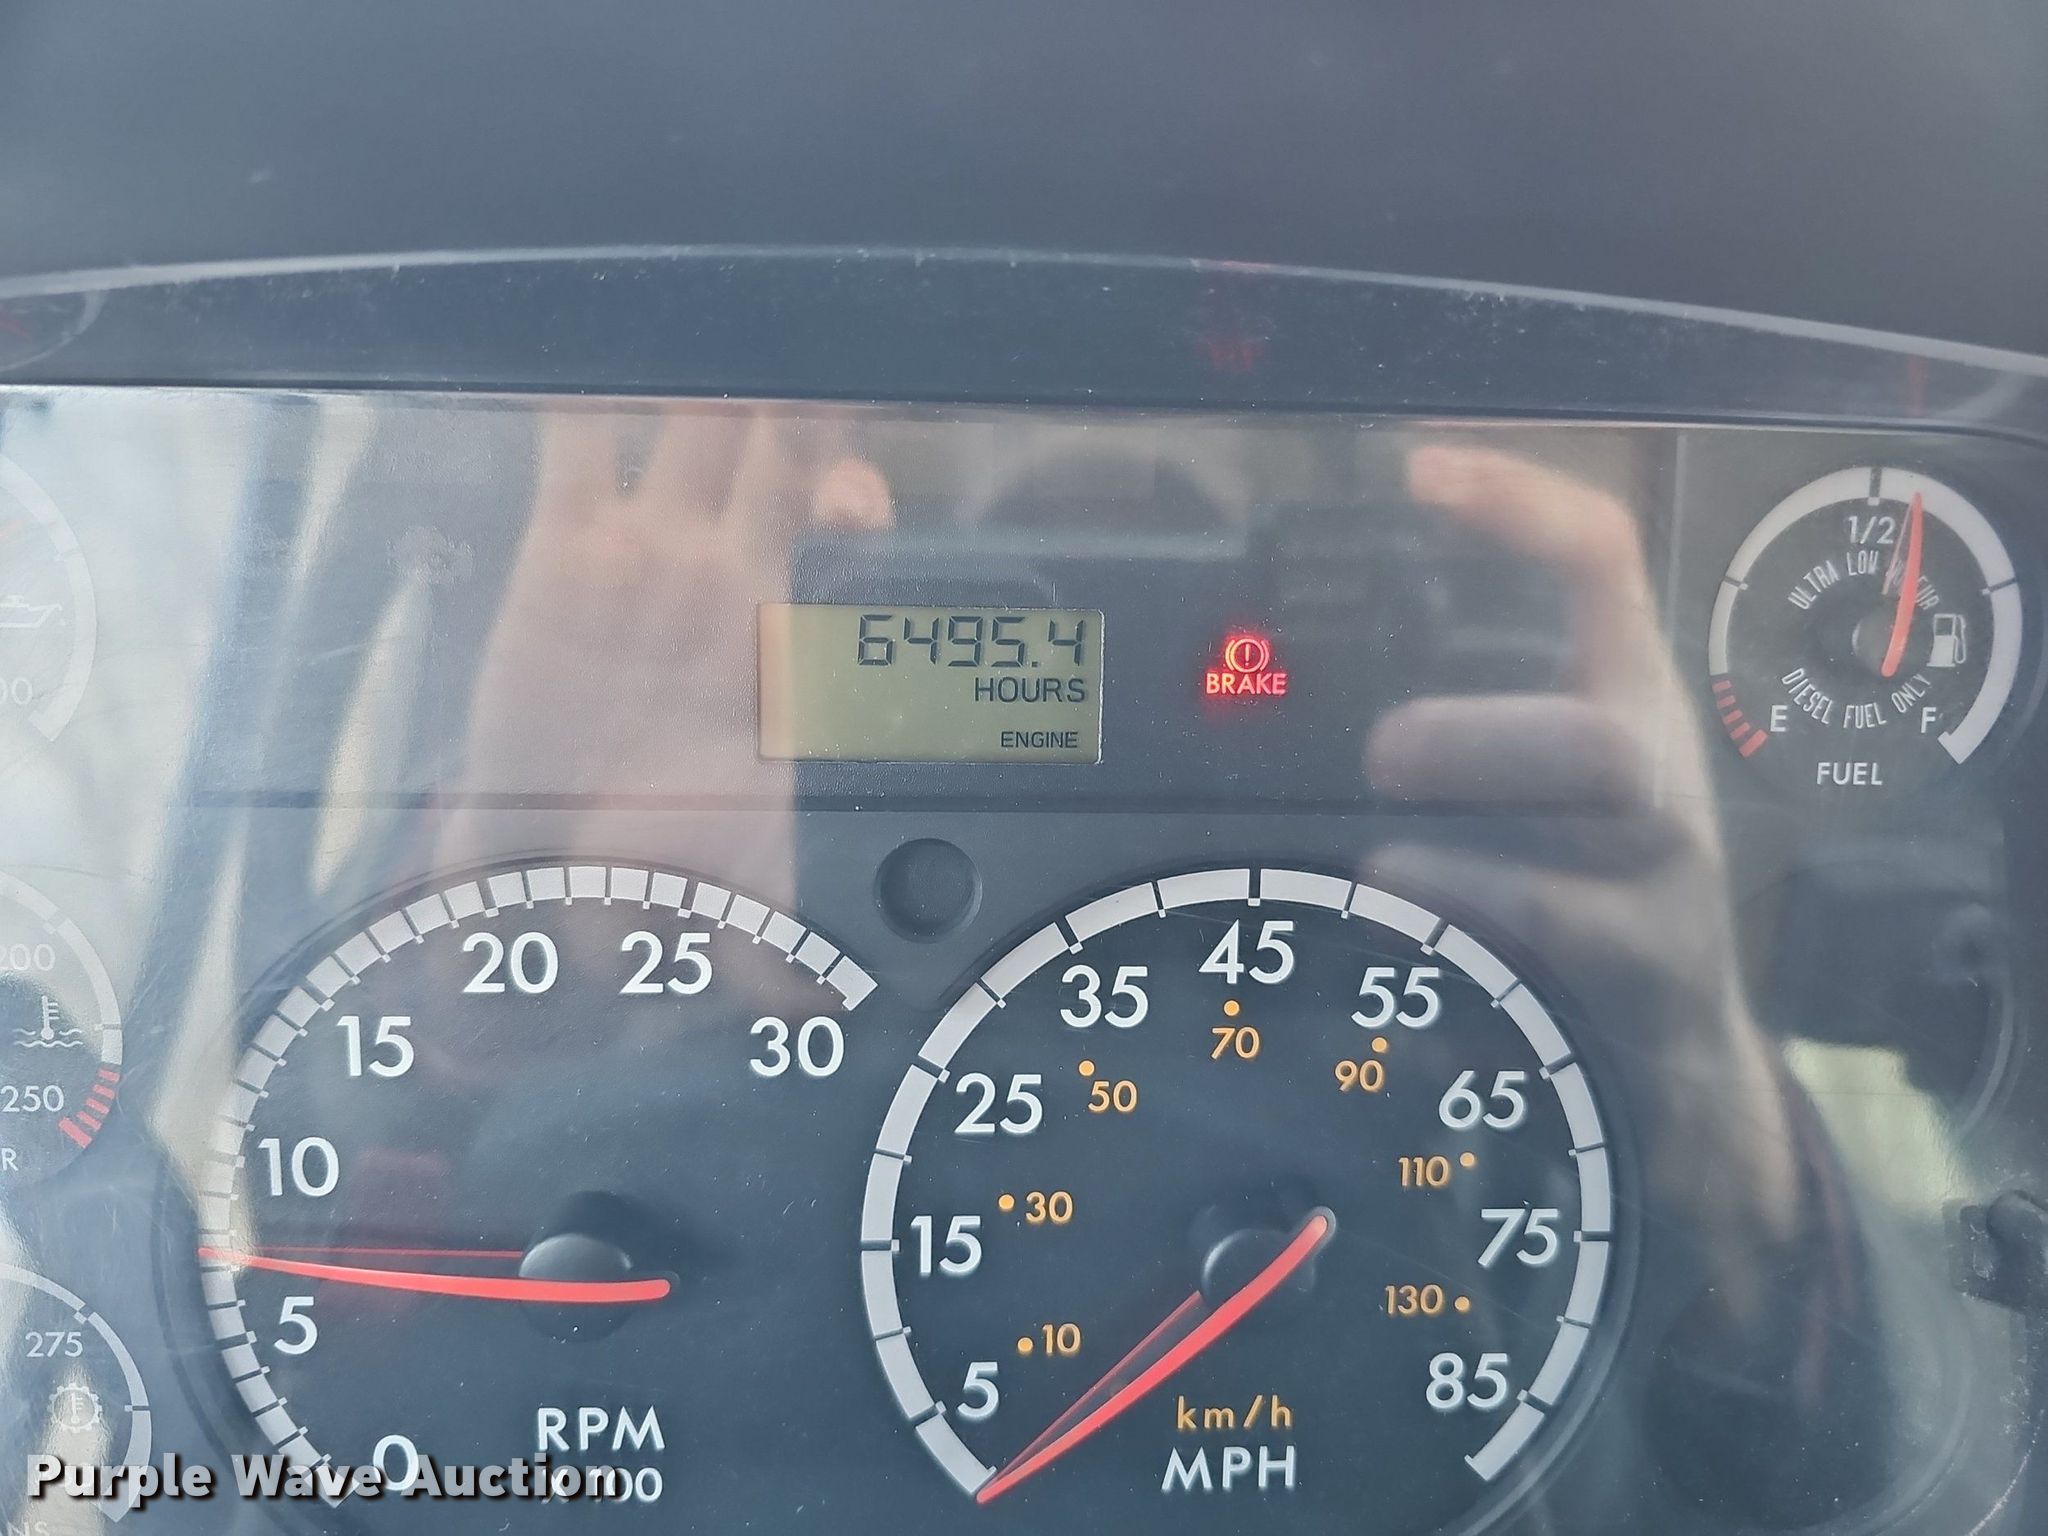 6495.4
HOURS
ENGINE
BRAKE
1/2
ULTRA LOW
DIESEL FUEL ONLY
E
F
FUEL
200
250
R
275
0
5
10
15
20
25
30
RPM
X 100
5
15
25
35
45
55
65
75
85
10
30
50
70
90
110
130
km/h
MPH
Purple Wave Auction